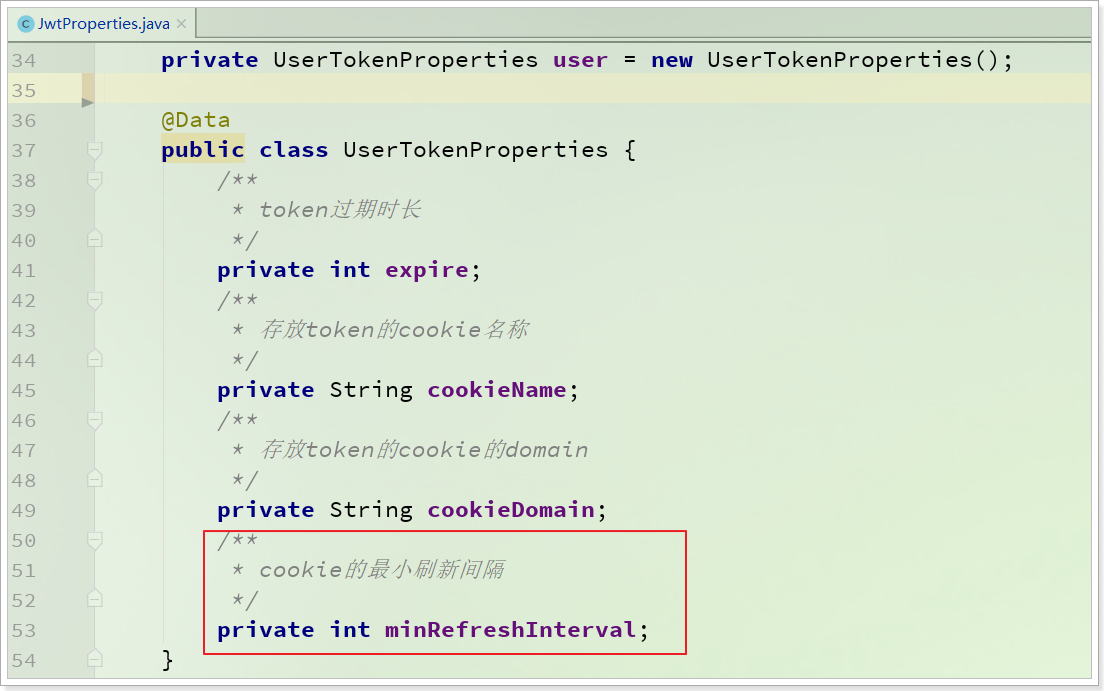 C JwtProperties.java ×
34 private UserTokenProperties user = new UserTokenProperties();
35
36 @Data
37 public class UserTokenProperties {
38 /**
39 * token过期时长
40 */
41 private int expire;
42 /**
43 * 存放token的cookie名称
44 */
45 private String cookieName;
46 /**
47 * 存放token的cookie的domain
48 */
49 private String cookieDomain;
50 /**
51 * cookie的最小刷新间隔
52 */
53 private int minRefreshInterval;
54 }